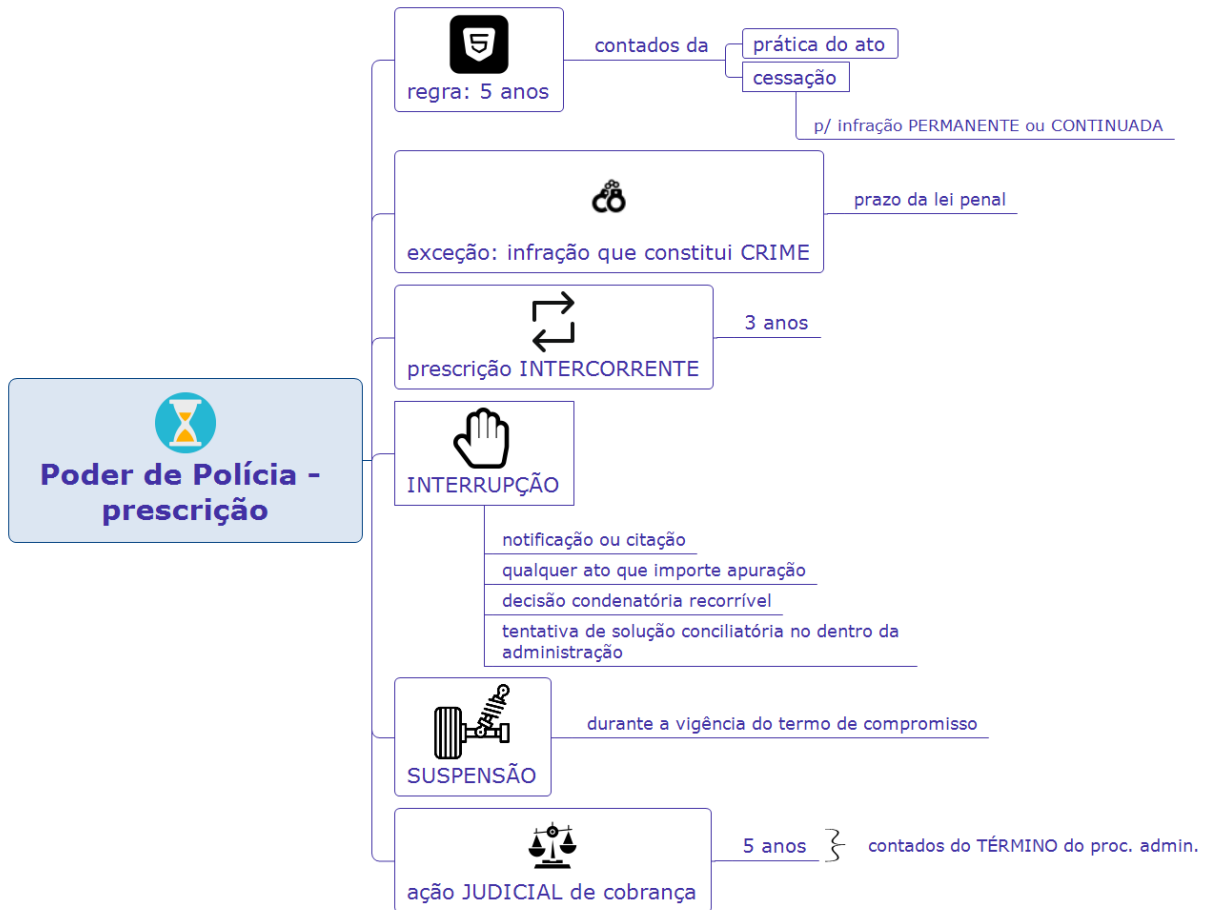 Poder de Polícia -
prescrição
regra: 5 anos
contados da
prática do ato
cessação
p/ infração PERMANENTE ou CONTINUADA
exceção: infração que constitui CRIME
prazo da lei penal
prescrição INTERCORRENTE
3 anos
INTERRUPÇÃO
notificação ou citação
qualquer ato que importe apuração
decisão condenatória recorrível
tentativa de solução conciliatória no dentro da
administração
SUSPENSÃO
durante a vigência do termo de compromisso
ação JUDICIAL de cobrança
5 anos
contados do TÉRMINO do proc. admin.